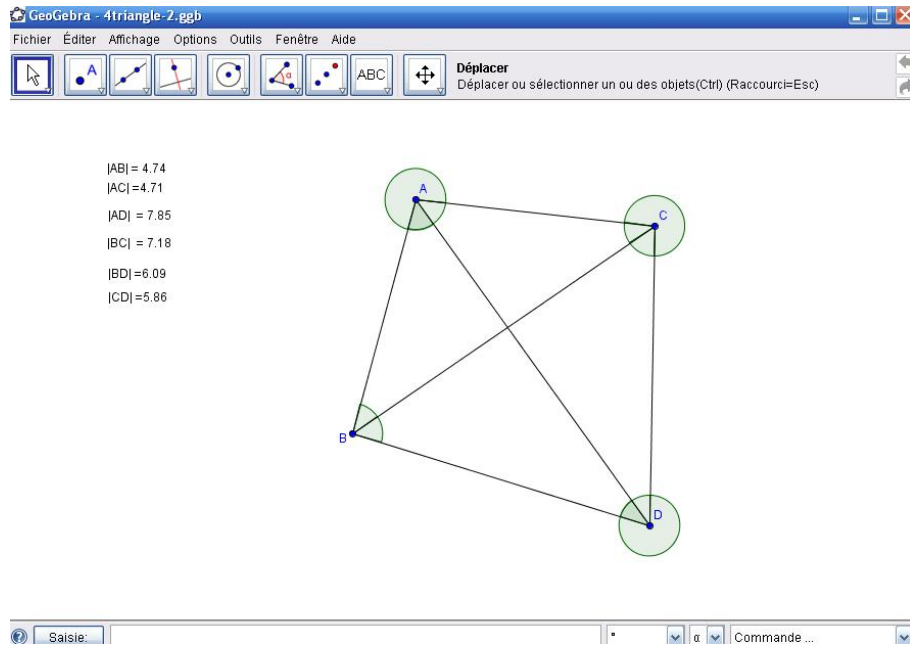 GeoGebra - 4triangle-2.ggb
Fichier Éditer Affichage Options Outils Fenêtre Aide
A
α
ABC
Déplacer
Déplacer ou sélectionner un ou des objets(Ctrl) (Raccourci=Esc)
|AB| = 4.74
|AC| =4.71
|AD| = 7.85
|BC| = 7.18
|BD| =6.09
|CD| =5.86
A
C
B
D
Saisie:
°
α
Commande ...